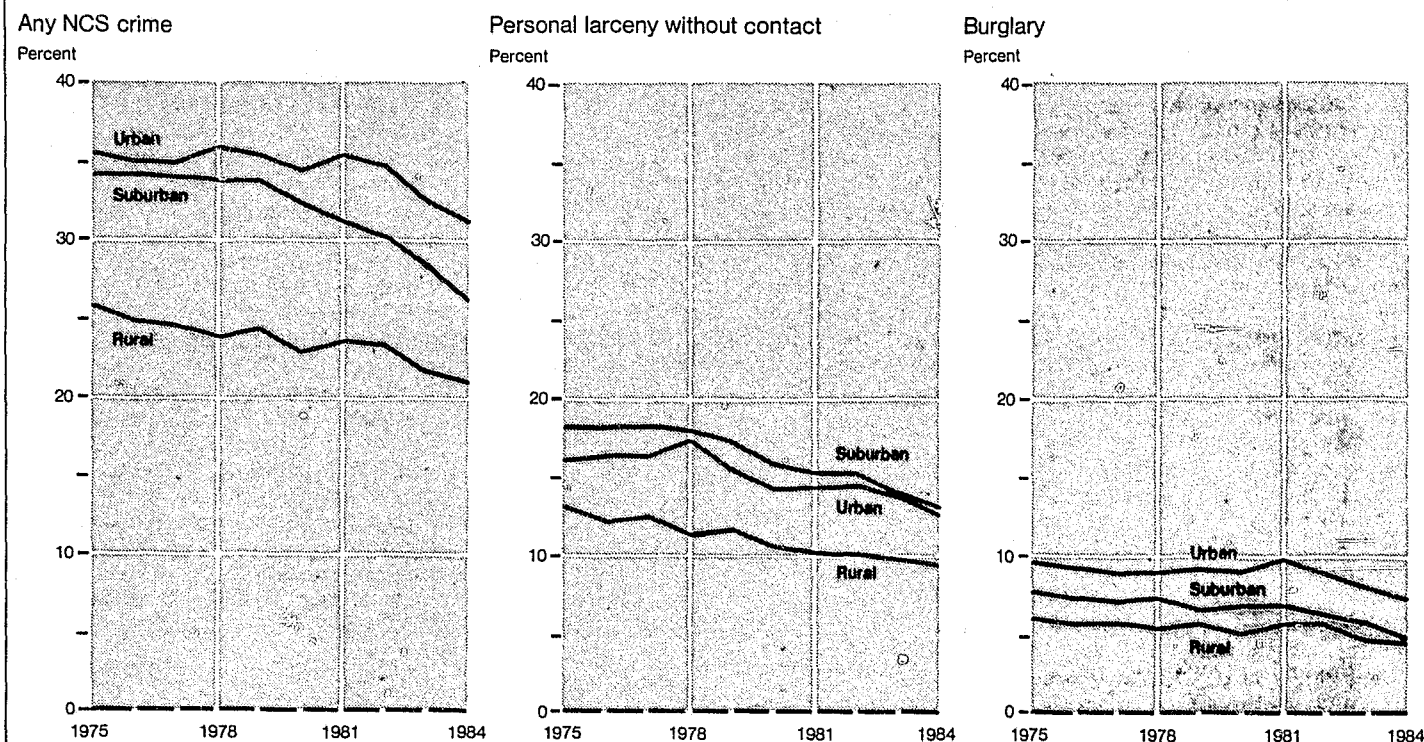 Any NCS crime
Percent
40
Urban
Suburban
30
Rural
20
10
0
1975 1978 1981 1984
Personal larceny without contact
Percent
40
30
20
Suburban
Urban
10
Rural
0
1975 1978 1981 1984
Burglary
Percent
40
30
20
10
Urban
Suburban
Rural
0
1975 1978 1981 1984